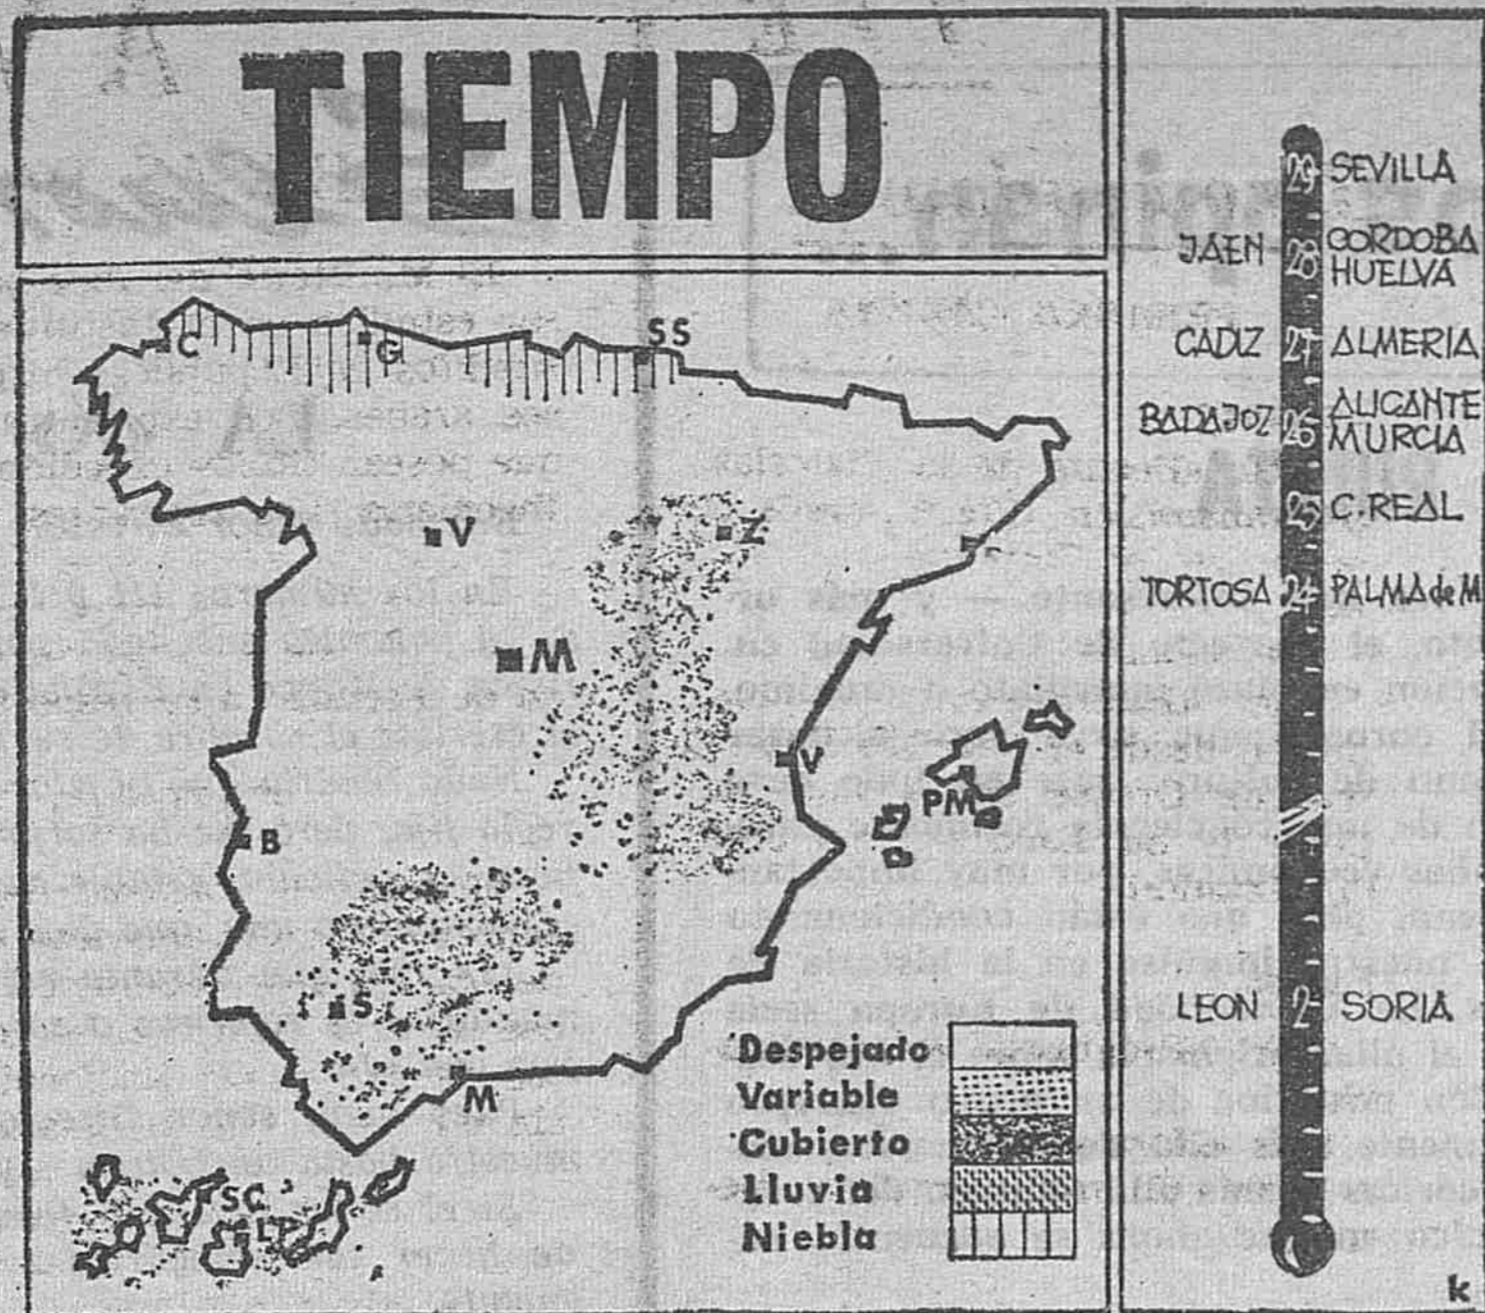 TIEMPO
C
G
SS
V
Z
M
V
PM
B
S
M
SC
LP
Despejado
Variable
Cubierto
Lluvia
Niebla
29 SEVILLA
JAEN 28 CORDOBA
HUELVA
CADIZ 27 ALMERIA
BADAJOZ 26 ALICANTE
MURCIA
25 C.REAL
TORTOSA 24 PALMA de M
LEON 2 SORIA
k